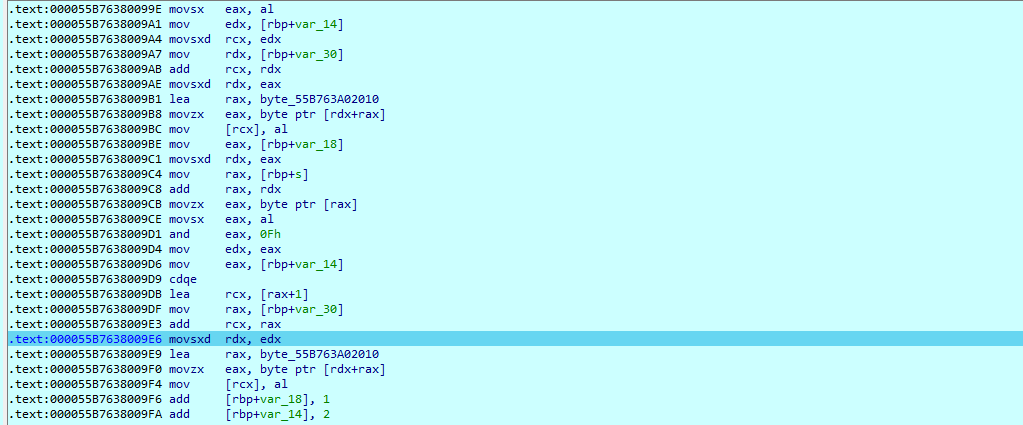 .text:000055B76380099E movsx eax, al
.text:000055B7638009A1 mov edx, [rbp+var_14]
.text:000055B7638009A4 movsxd rcx, edx
.text:000055B7638009A7 mov rdx, [rbp+var_30]
.text:000055B7638009AB add rcx, rdx
.text:000055B7638009AE movsxd rdx, eax
.text:000055B7638009B1 lea rax, byte_55B763A02010
.text:000055B7638009B8 movzx eax, byte ptr [rdx+rax]
.text:000055B7638009BC mov [rcx], al
.text:000055B7638009BE mov eax, [rbp+var_18]
.text:000055B7638009C1 movsxd rdx, eax
.text:000055B7638009C4 mov rax, [rbp+s]
.text:000055B7638009C8 add rax, rdx
.text:000055B7638009CB movzx eax, byte ptr [rax]
.text:000055B7638009CE movsx eax, al
.text:000055B7638009D1 and eax, 0Fh
.text:000055B7638009D4 mov edx, eax
.text:000055B7638009D6 mov eax, [rbp+var_14]
.text:000055B7638009D9 cdqe
.text:000055B7638009DB lea rcx, [rax+1]
.text:000055B7638009DF mov rax, [rbp+var_30]
.text:000055B7638009E3 add rcx, rax
.text:000055B7638009E6 movsxd rdx, edx
.text:000055B7638009E9 lea rax, byte_55B763A02010
.text:000055B7638009F0 movzx eax, byte ptr [rdx+rax]
.text:000055B7638009F4 mov [rcx], al
.text:000055B7638009F6 add [rbp+var_18], 1
.text:000055B7638009FA add [rbp+var_14], 2